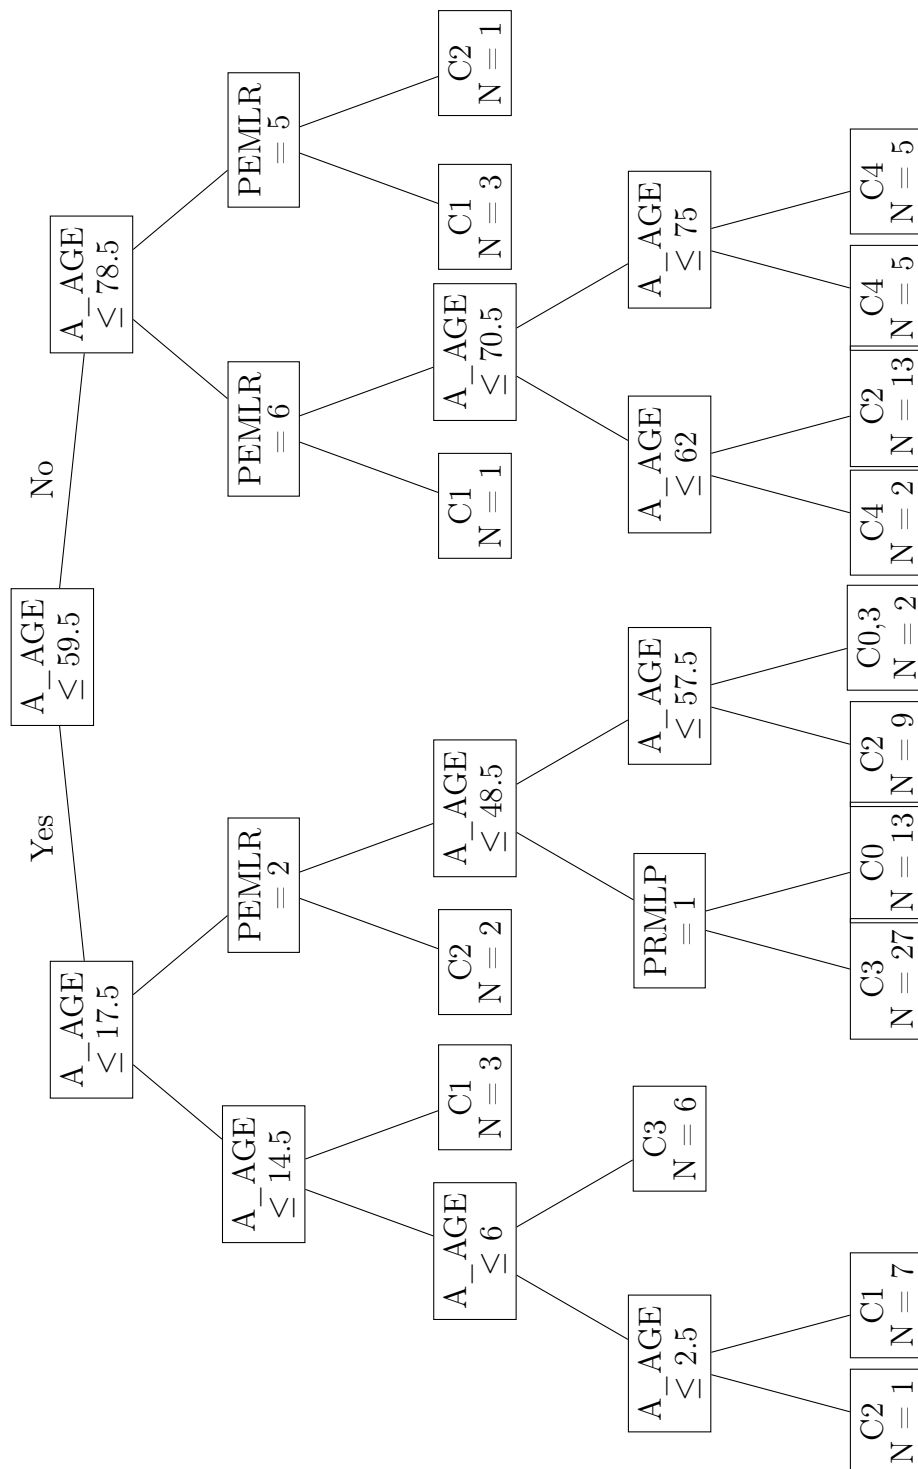 A_AGE
≤ 59.5
Yes
No
A_AGE
≤ 17.5
A_AGE
≤ 78.5
A_AGE
≤ 14.5
PEMLR
= 2
PEMLR
= 6
PEMLR
= 5
A_AGE
≤ 6
C1
N = 3
C2
N = 2
A_AGE
≤ 48.5
C1
N = 1
A_AGE
≤ 70.5
C1
N = 3
C2
N = 1
A_AGE
≤ 2.5
C3
N = 6
PRMLP
= 1
A_AGE
≤ 57.5
A_AGE
≤ 62
A_AGE
≤ 75
C2
N = 1
C1
N = 7
C3
N = 27
C0
N = 13
C2
N = 9
C0,3
N = 2
C4
N = 2
C2
N = 13
C4
N = 5
C4
N = 5